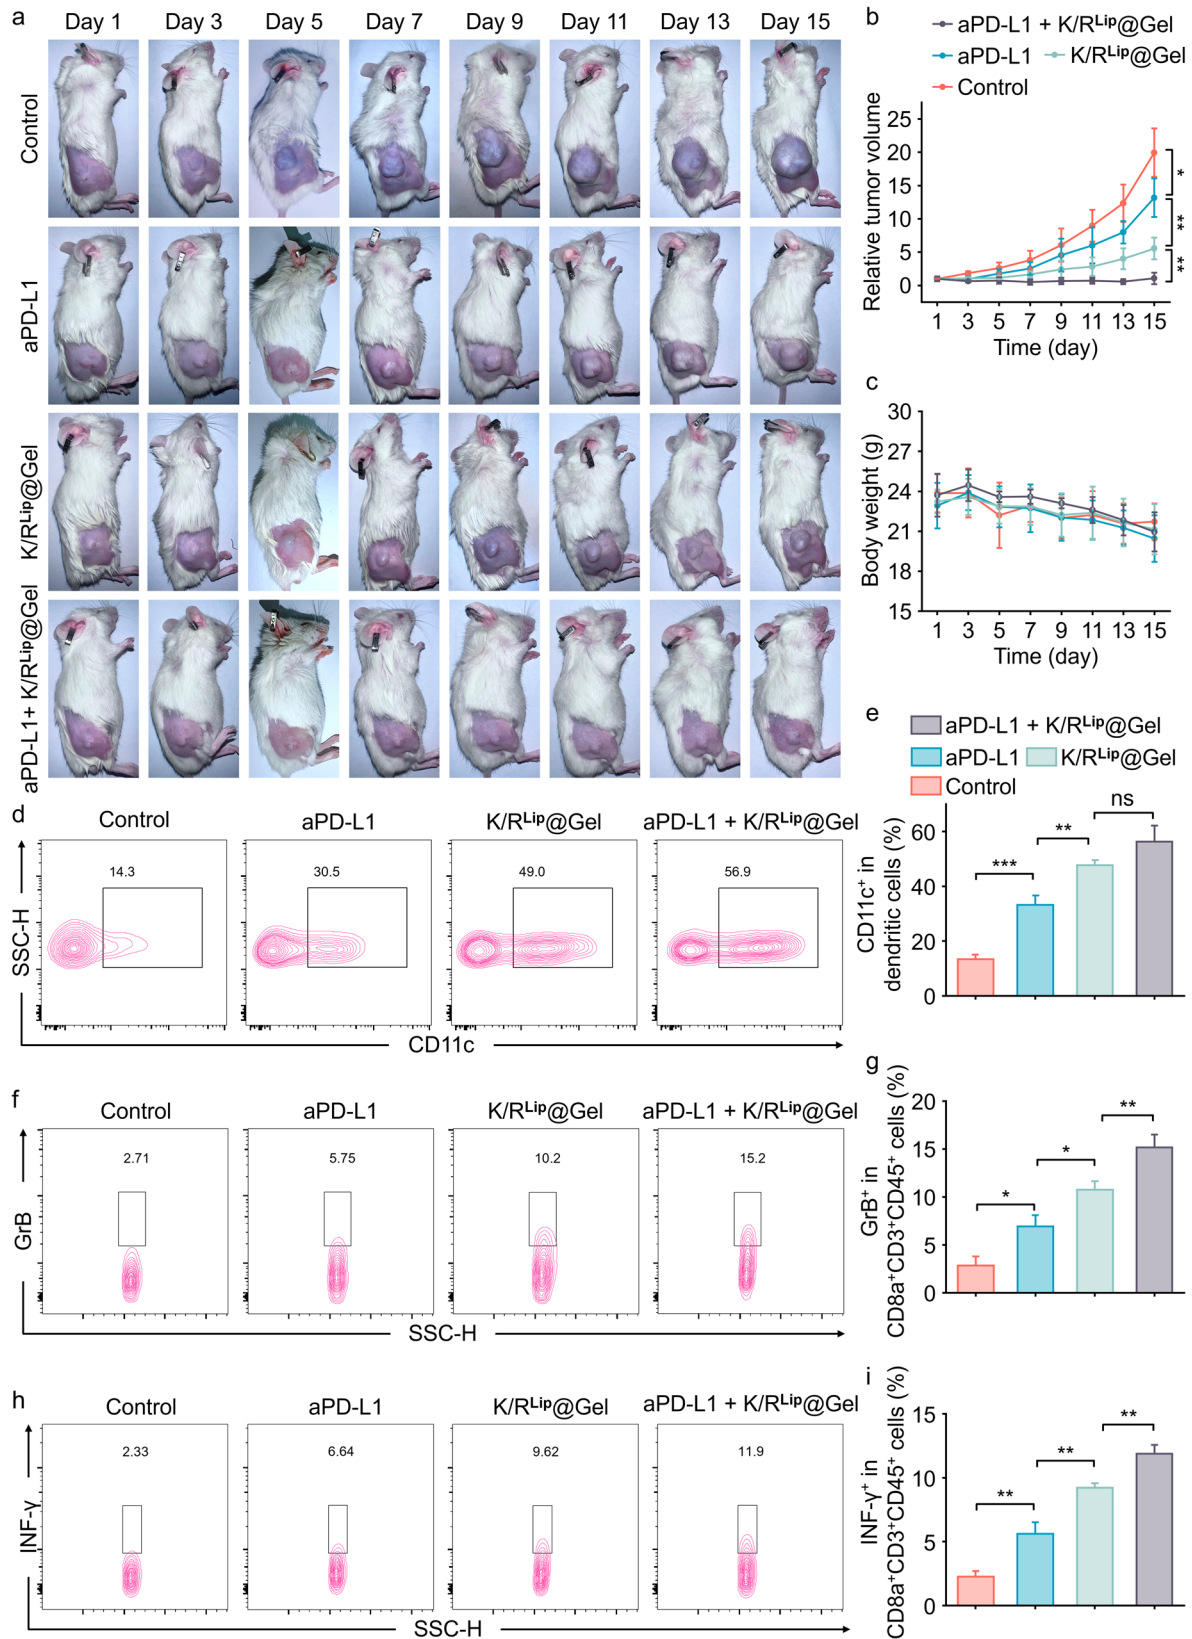 a
Day 1 Day 3 Day 5 Day 7 Day 9 Day 11 Day 13 Day 15
Control
aPD-L1
K/RLip@Gel
aPD-L1+ K/RLip@Gel
b
aPD-L1 + K/RLip@Gel
aPD-L1 K/RLip@Gel
Control
Relative tumor volume
25
20
15
10
5
0
*
**
**
1 3 5 7 9 11 13 15
Time (day)
c
Body weight (g)
30
27
24
21
18
15
1 3 5 7 9 11 13 15
Time (day)
d
Control aPD-L1 K/RLip@Gel aPD-L1 + K/RLip@Gel
14.3 30.5 49.0 56.9
SSC-H
CD11c
e
aPD-L1 + K/RLip@Gel
aPD-L1 K/RLip@Gel
Control
CD11c+ in
dendritic cells (%)
60
40
20
0
*** ** ns
f
Control aPD-L1 K/RLip@Gel aPD-L1 + K/RLip@Gel
2.71 5.75 10.2 15.2
GrB
SSC-H
g
GrB+ in
CD8a+CD3+CD45+ cells (%)
20
15
10
5
0
* * **
h
Control aPD-L1 K/RLip@Gel aPD-L1 + K/RLip@Gel
2.33 6.64 9.62 11.9
INF-γ
SSC-H
i
INF-γ+ in
CD8a+CD3+CD45+ cells (%)
15
10
5
0
** ** **